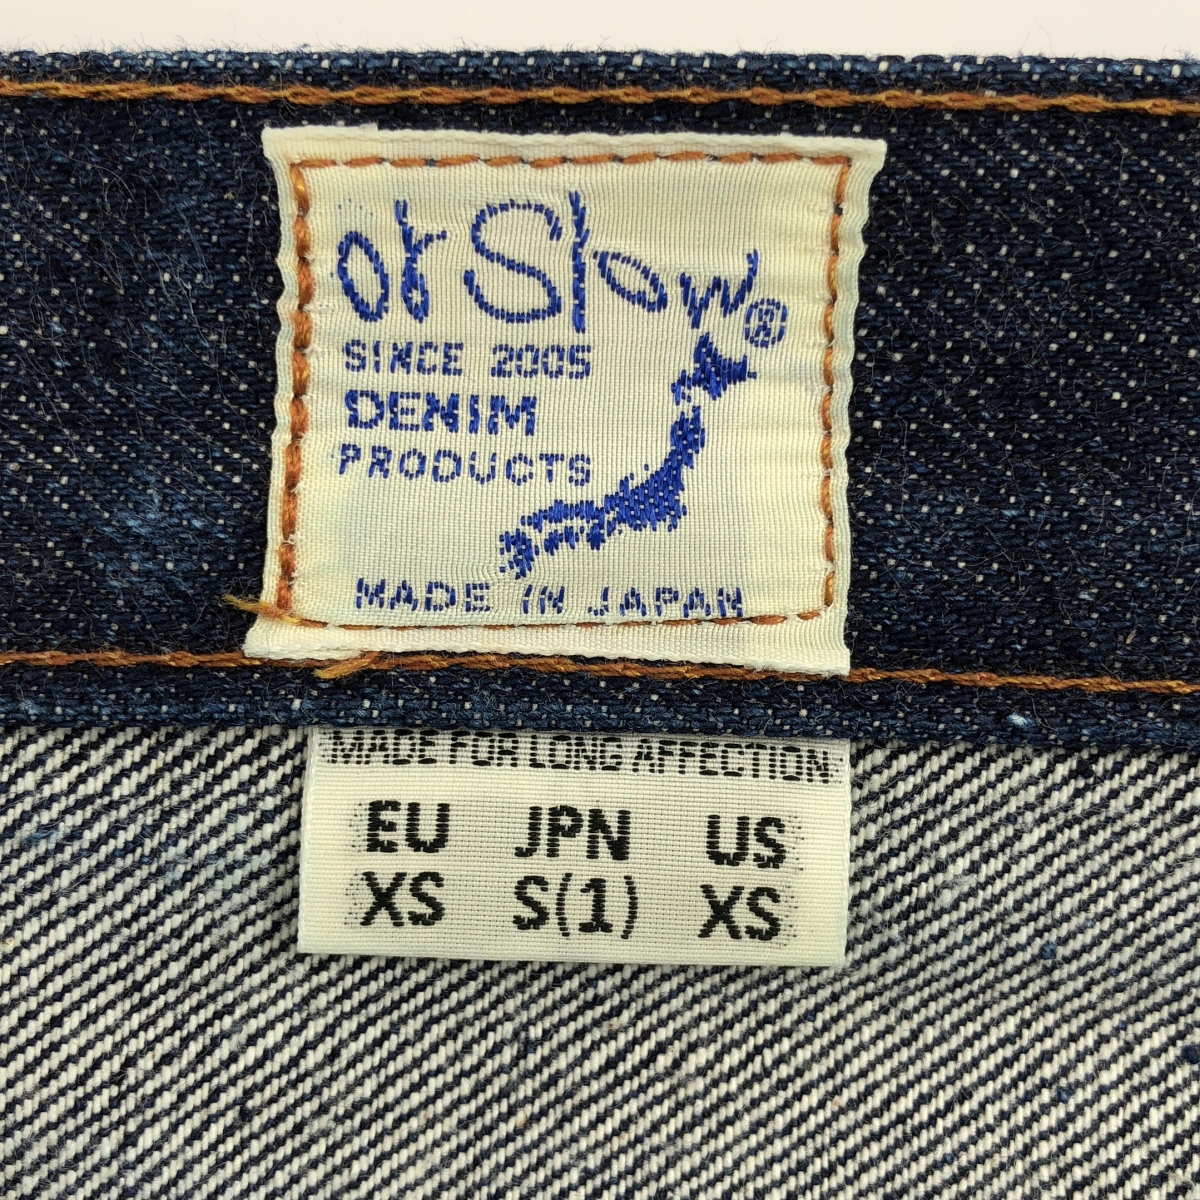 orSlow®
SINCE 2005
DENIM
PRODUCTS
MADE IN JAPAN
MADE FOR LONG AFFECTION
EU JPN US
XS S(1) XS